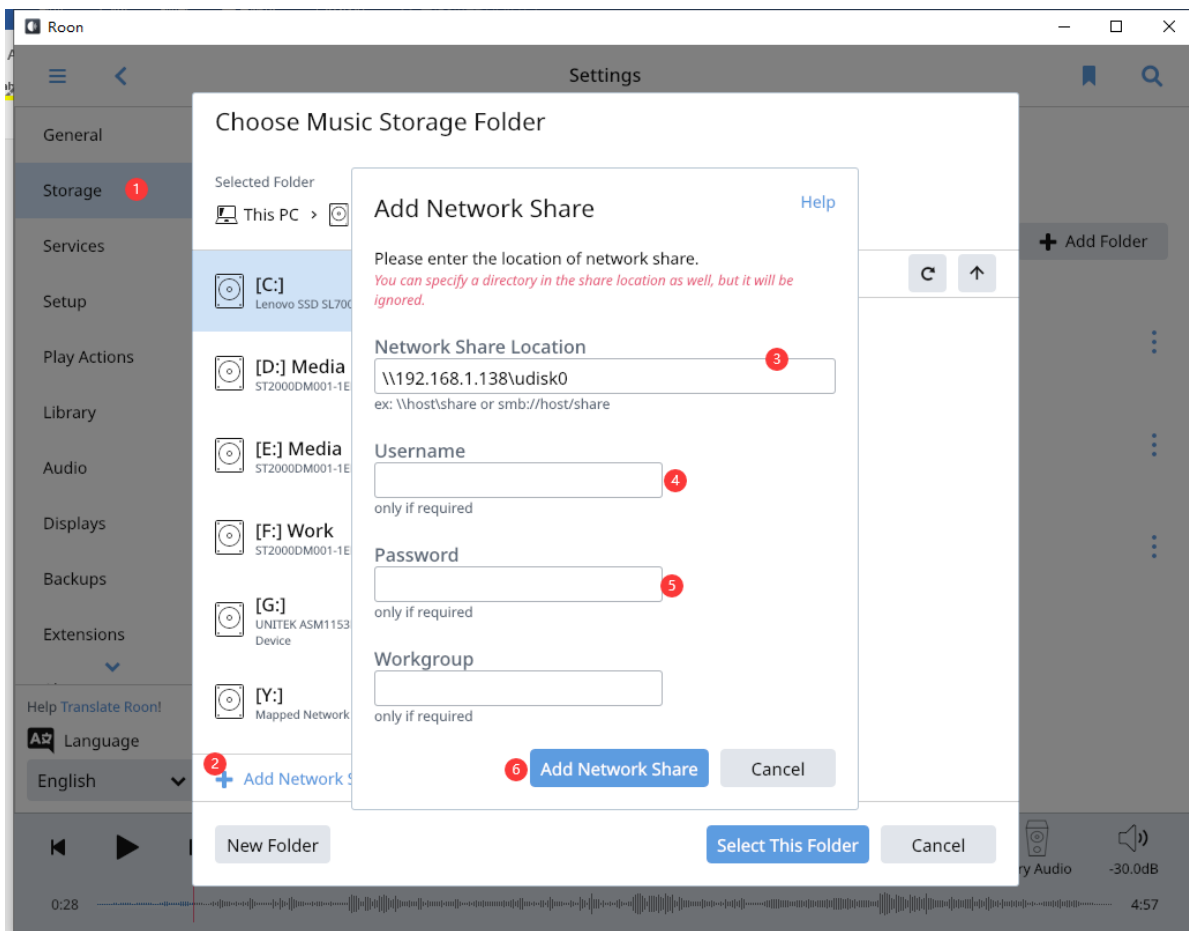 Roon
Settings
General
Storage 1
Services
Setup
Play Actions
Library
Audio
Displays
Backups
Extensions
Help Translate Roon!
Language
English
Choose Music Storage Folder
Selected Folder
This PC >
[C:]
Lenovo SSD SL700
[D:] Media
ST2000DM001-1E
[E:] Media
ST2000DM001-1E
[F:] Work
ST2000DM001-1E
[G:]
UNITEK ASM1153
Device
[Y:]
Mapped Network
2
+ Add Network S
New Folder
Select This Folder
Cancel
Add Network Share
Help
Please enter the location of network share.
You can specify a directory in the share location as well, but it will be
ignored.
Network Share Location
3
\\192.168.1.138\udisk0
ex: \\host\share or smb://host/share
Username
4
only if required
Password
5
only if required
Workgroup
only if required
6 Add Network Share
Cancel
+ Add Folder
ry Audio
-30.0dB
0:28
4:57